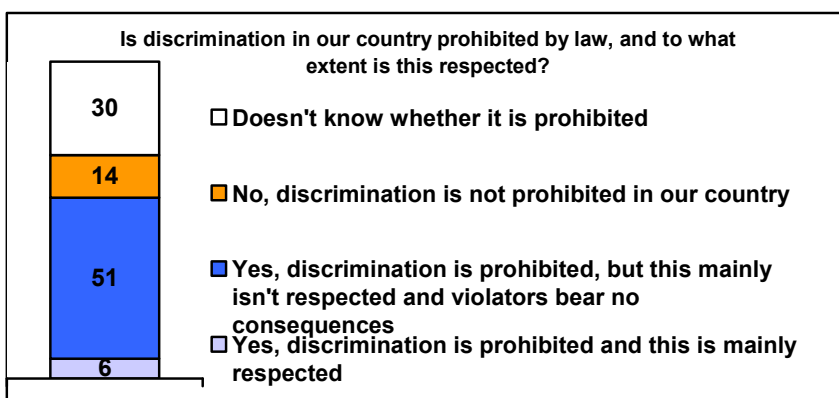 Is discrimination in our country prohibited by law, and to what
extent is this respected?
30
Doesn't know whether it is prohibited
14
No, discrimination is not prohibited in our country
51
Yes, discrimination is prohibited, but this mainly
isn't respected and violators bear no
consequences
6
Yes, discrimination is prohibited and this is mainly
respected